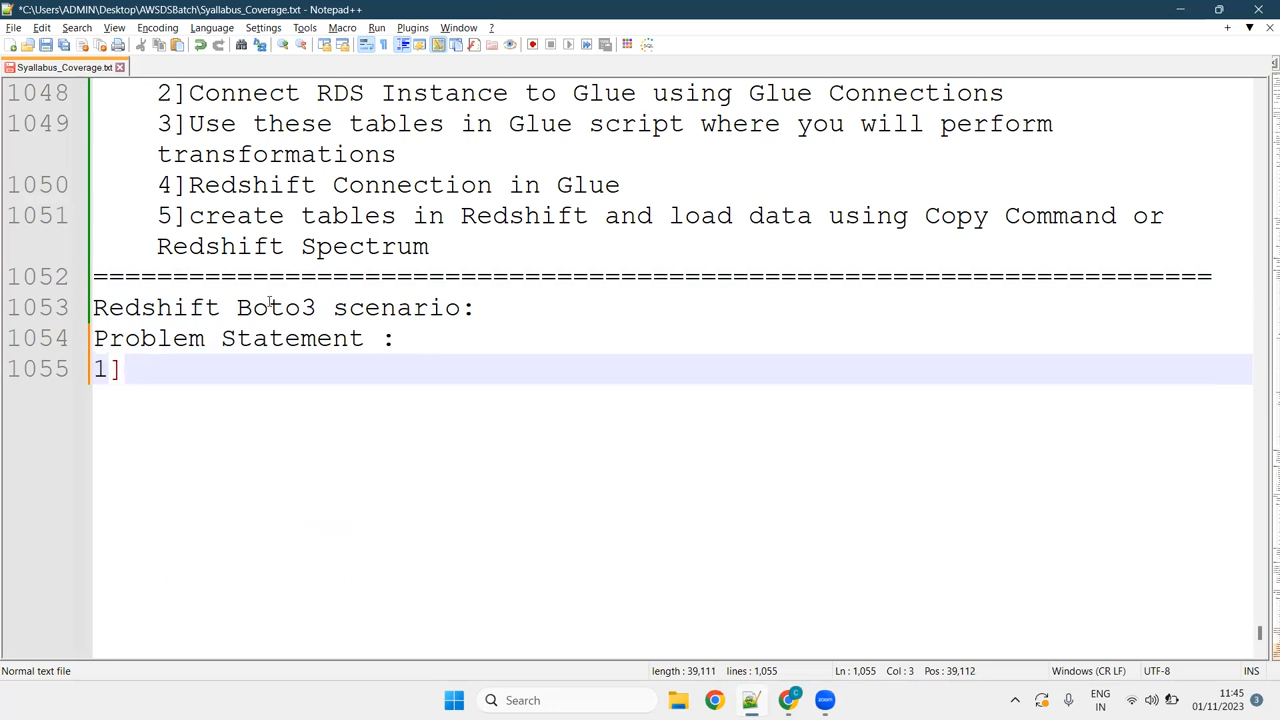 *C:\Users\ADMIN\Desktop\AWSDSBatch\Syallabus_Coverage.txt - Notepad++
File Edit Search View Encoding Language Settings Tools Macro Run Plugins Window ?
Syallabus_Coverage.txt
1048 2]Connect RDS Instance to Glue using Glue Connections
1049 3]Use these tables in Glue script where you will perform
transformations
1050 4]Redshift Connection in Glue
1051 5]create tables in Redshift and load data using Copy Command or
Redshift Spectrum
1052 ======================================================================
1053 Redshift Boto3 scenario:
1054 Problem Statement :
1055 1]
Normal text file length : 39,111 lines : 1,055 Ln : 1,055 Col : 3 Pos : 39,112 Windows (CR LF) UTF-8 INS
Search ENG IN 11:45 01/11/2023 3
zoom